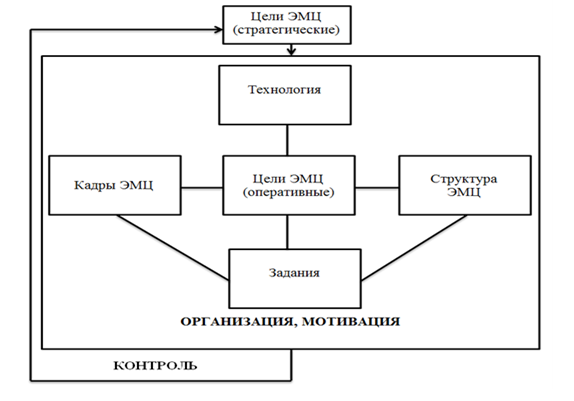 Цели ЭМЦ
(стратегические)
Технология
Кадры ЭМЦ
Цели ЭМЦ
(оперативные)
Структура
ЭМЦ
Задания
ОРГАНИЗАЦИЯ, МОТИВАЦИЯ
КОНТРОЛЬ